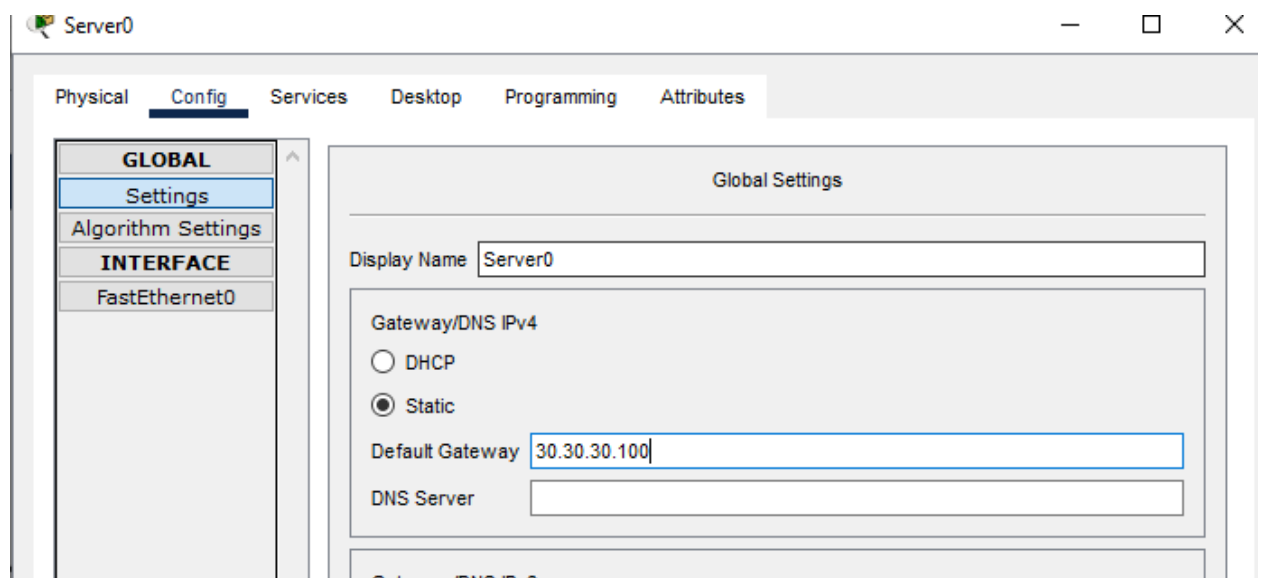 Server0
Physical Config Services Desktop Programming Attributes
GLOBAL
Settings
Algorithm Settings
INTERFACE
FastEthernet0
Global Settings
Display Name Server0
Gateway/DNS IPv4
DHCP
Static
Default Gateway 30.30.30.100
DNS Server